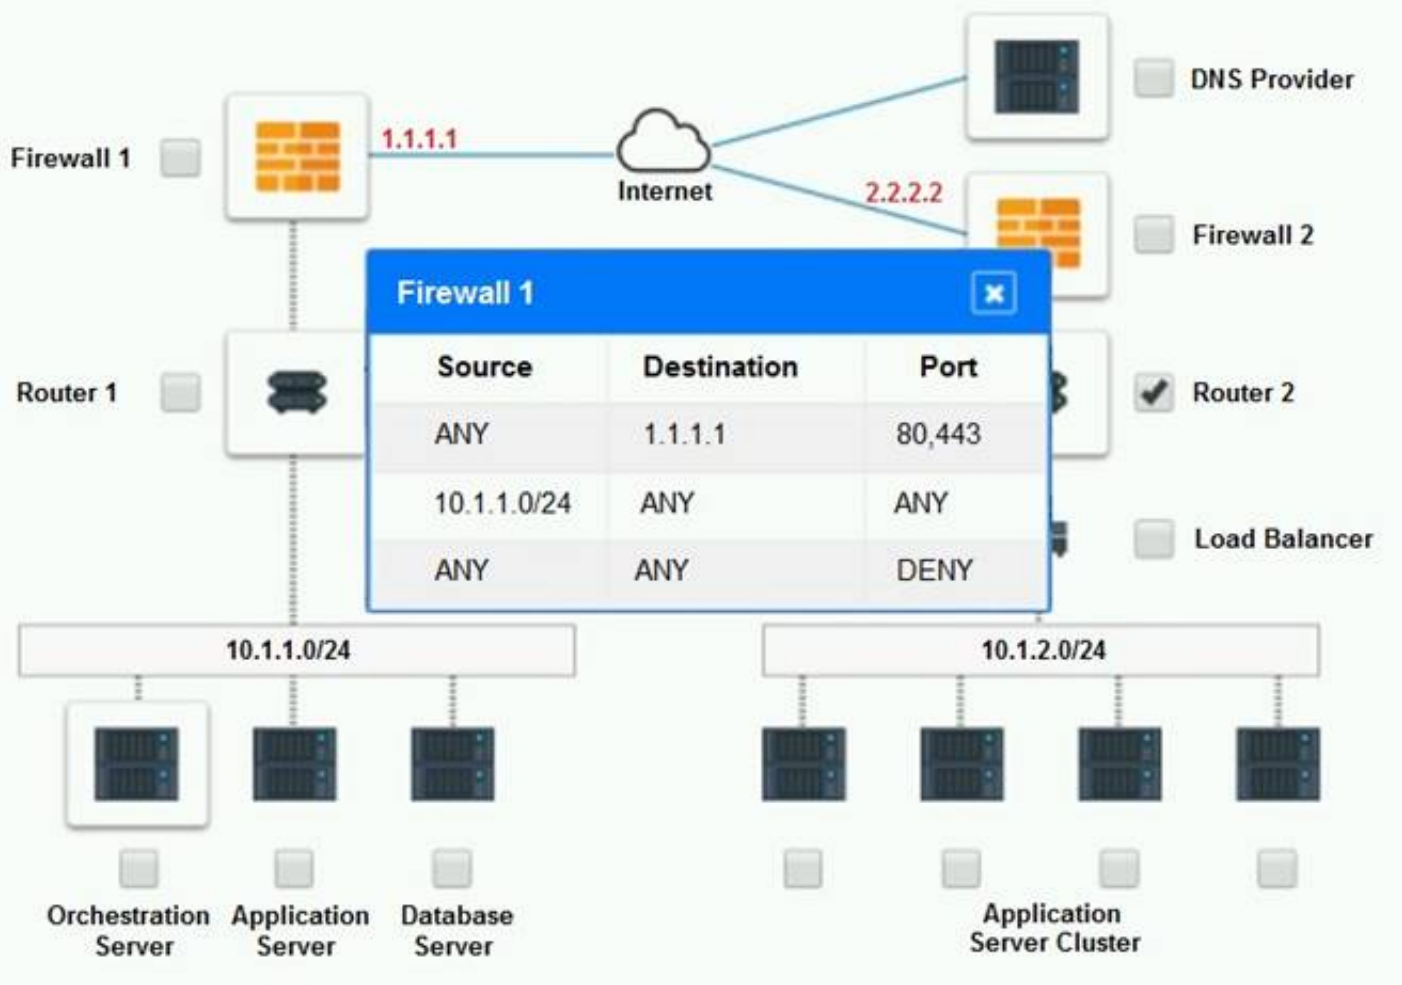 DNS Provider
Firewall 1
1.1.1.1
Internet
2.2.2.2
Firewall 2
Firewall 1
Source Destination Port
ANY 1.1.1.1 80,443
10.1.1.0/24 ANY ANY
ANY ANY DENY
Router 1
Router 2
Load Balancer
10.1.1.0/24
10.1.2.0/24
Orchestration
Server
Application
Server
Database
Server
Application
Server Cluster